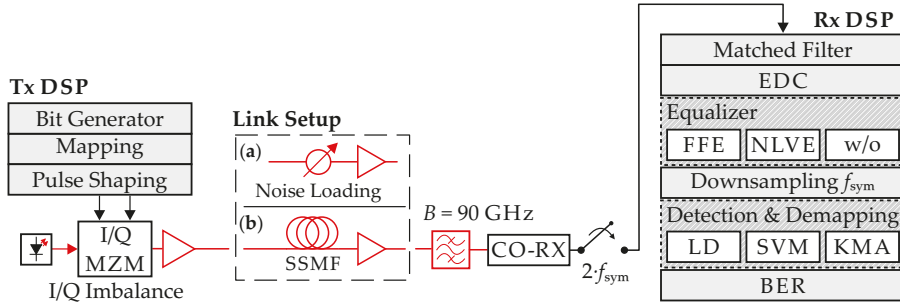 Tx DSP
Bit Generator
Mapping
Pulse Shaping
I/Q
MZM
I/Q Imbalance
Link Setup
(a)
Noise Loading
(b)
SSMF
B = 90 GHz
CO-RX
2·fsym
Rx DSP
Matched Filter
EDC
Equalizer
FFE NLVE w/o
Downsampling fsym
Detection & Demapping
LD SVM KMA
BER